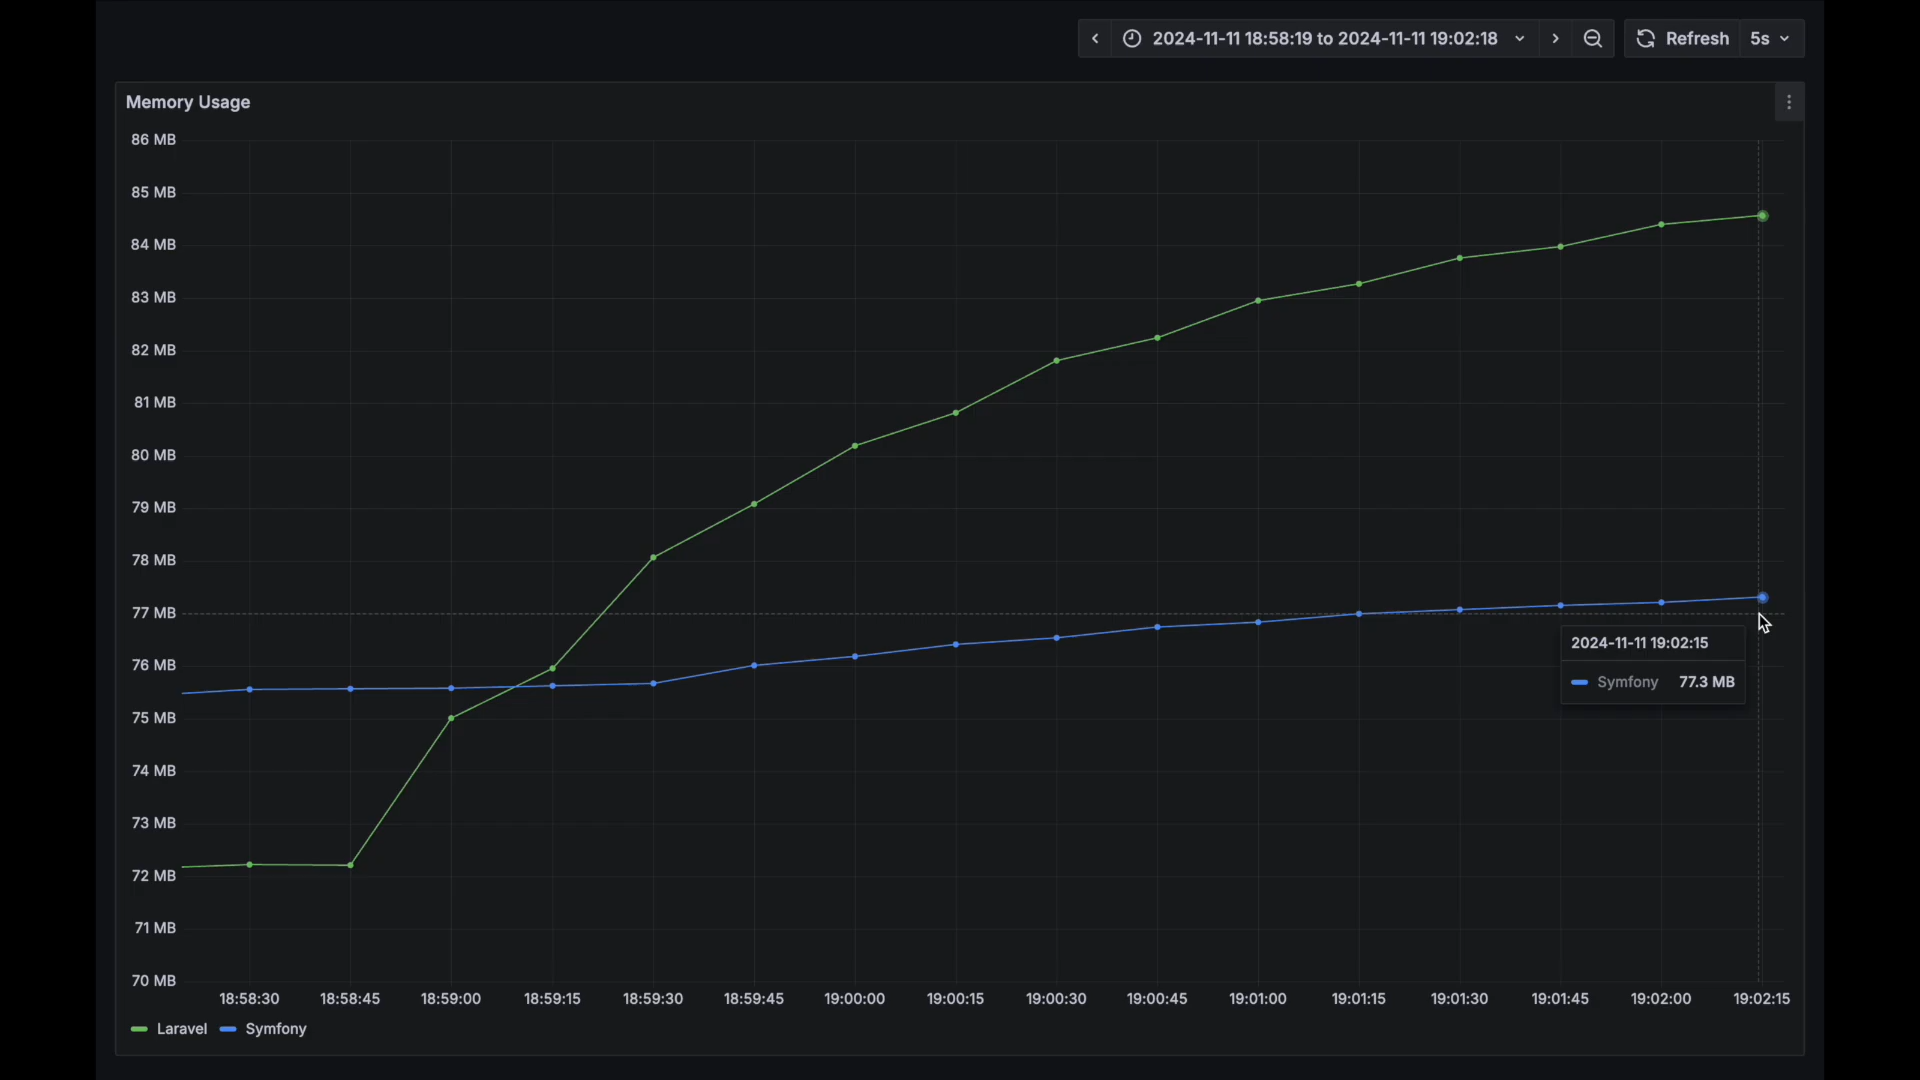 2024-11-11 18:58:19 to 2024-11-11 19:02:18 Refresh 5s
Memory Usage
86 MB
85 MB
84 MB
83 MB
82 MB
81 MB
80 MB
79 MB
78 MB
77 MB
76 MB
75 MB
74 MB
73 MB
72 MB
71 MB
70 MB
2024-11-11 19:02:15
Symfony 77.3 MB
18:58:30 18:58:45 18:59:00 18:59:15 18:59:30 18:59:45 19:00:00 19:00:15 19:00:30 19:00:45 19:01:00 19:01:15 19:01:30 19:01:45 19:02:00 19:02:15
Laravel Symfony